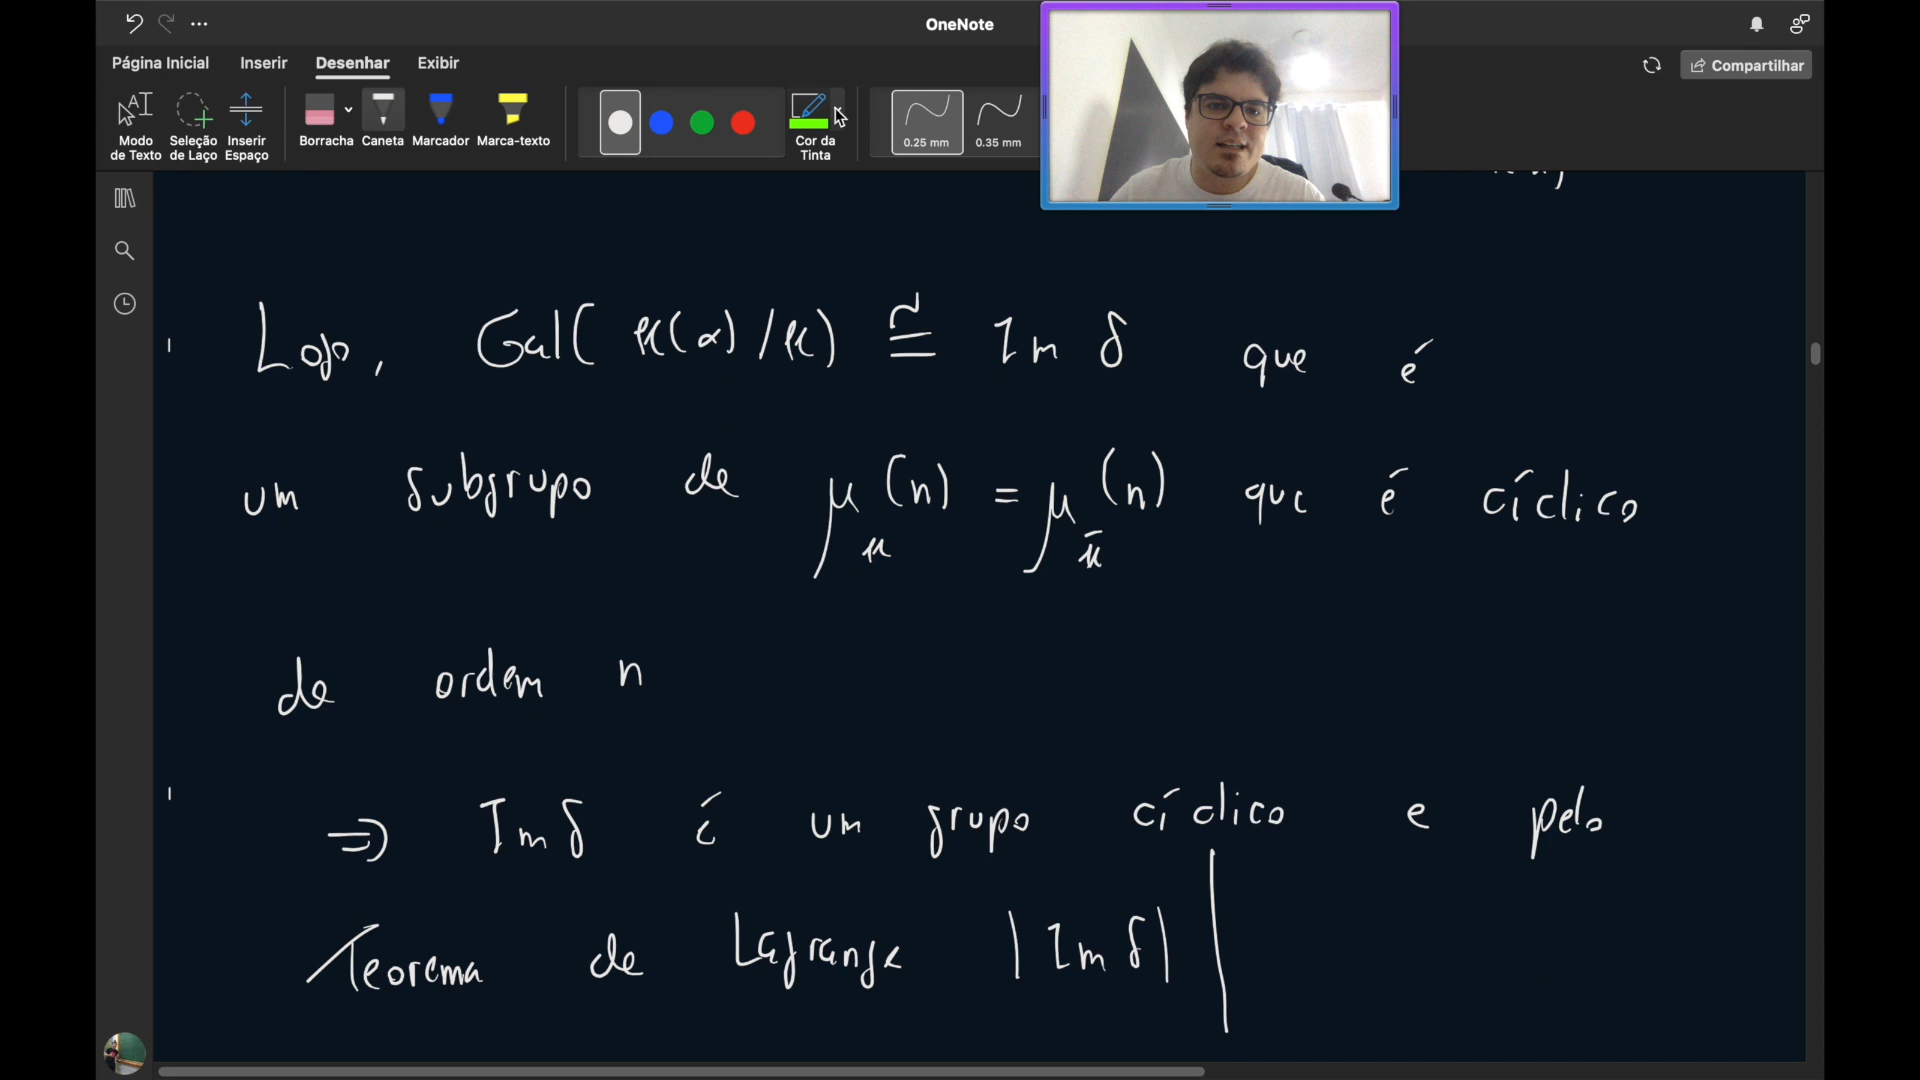 OneNote
Página Inicial Inserir Desenhar Exibir
Compartilhar
Modo de Texto
Seleção de Laço
Inserir Espaço
Borracha
Caneta
Marcador
Marca-texto
Cor da Tinta
0.25 mm
0.35 mm
Logo, Gal( K(α) / K) ≅ Im δ que é
um subgrupo de μ_K(n) = μ_K̄(n) que é cíclico
de ordem n
⇒ Im δ é um grupo cíclico e pelo
Teorema de Lagrange | Im δ | |